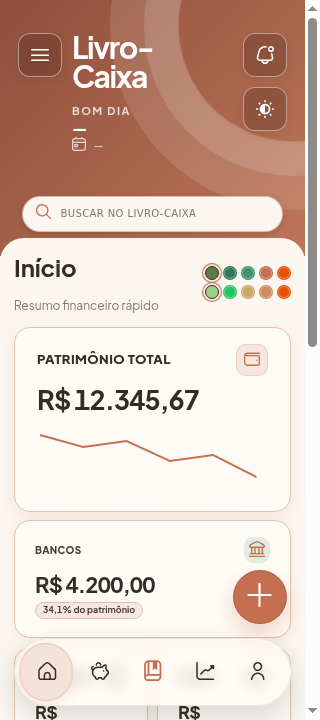 Livro-
Caixa
BOM DIA
—
—
BUSCAR NO LIVRO-CAIXA
Início
Resumo financeiro rápido
PATRIMÔNIO TOTAL
R$ 12.345,67
BANCOS
R$ 4.200,00
34,1% do patrimônio
R$ R$